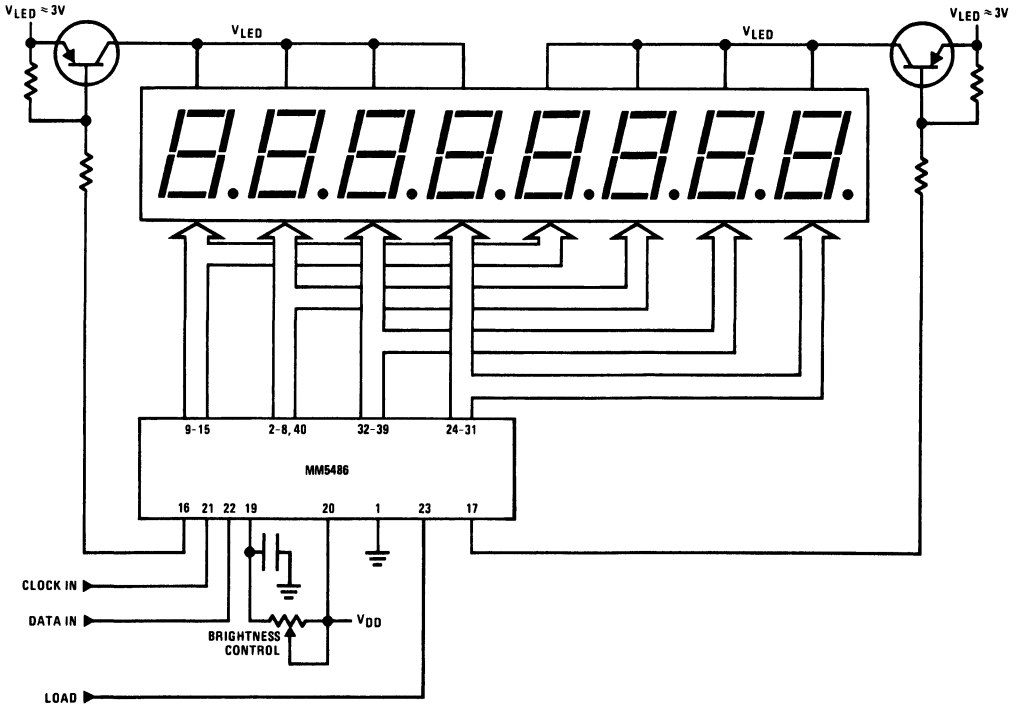 VLED ≈ 3V
VLED
VLED
VLED ≈ 3V
9-15
2-8, 40
32-39
24-31
MM5486
16
21
22
19
20
1
23
17
CLOCK IN
DATA IN
VDD
BRIGHTNESS
CONTROL
LOAD